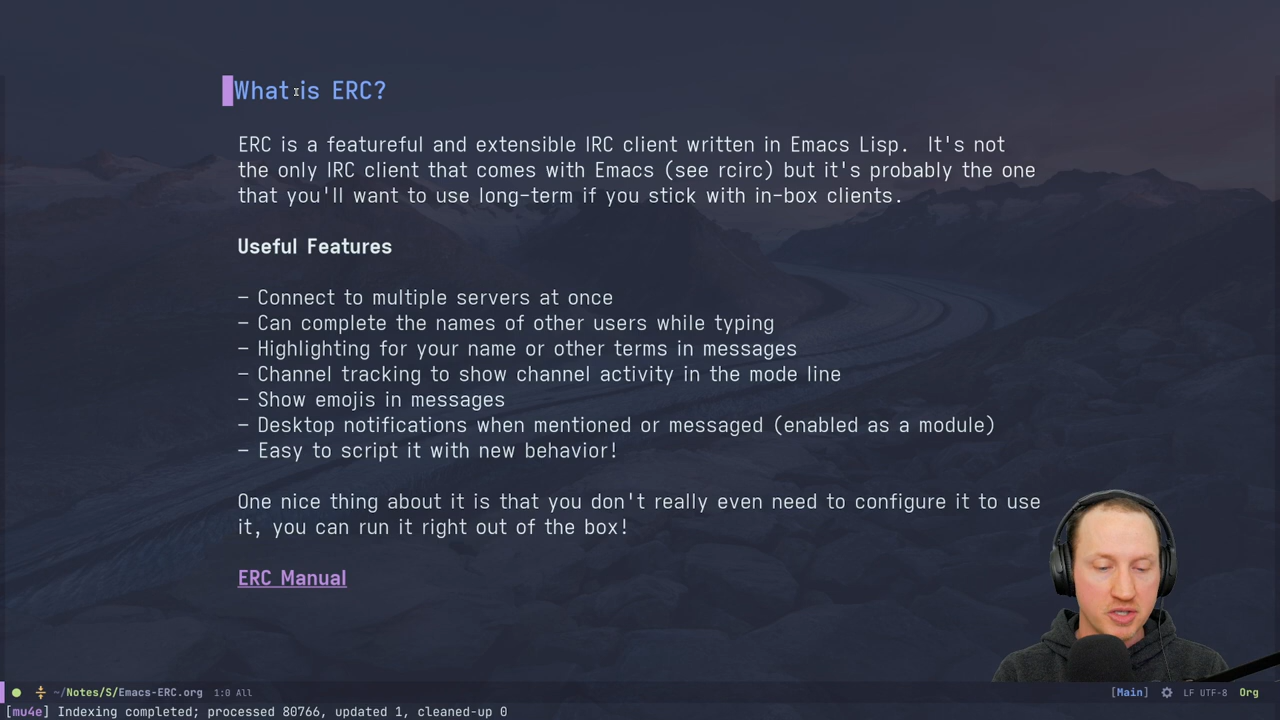 What is ERC?
ERC is a featureful and extensible IRC client written in Emacs Lisp.  It's not
the only IRC client that comes with Emacs (see rcirc) but it's probably the one
that you'll want to use long-term if you stick with in-box clients.
Useful Features
- Connect to multiple servers at once
- Can complete the names of other users while typing
- Highlighting for your name or other terms in messages
- Channel tracking to show channel activity in the mode line
- Show emojis in messages
- Desktop notifications when mentioned or messaged (enabled as a module)
- Easy to script it with new behavior!
One nice thing about it is that you don't really even need to configure it to use
it, you can run it right out of the box!
ERC Manual
~/Notes/S/Emacs-ERC.org 1:0 All [Main] LF UTF-8 Org
[mu4e] Indexing completed; processed 80766, updated 1, cleaned-up 0